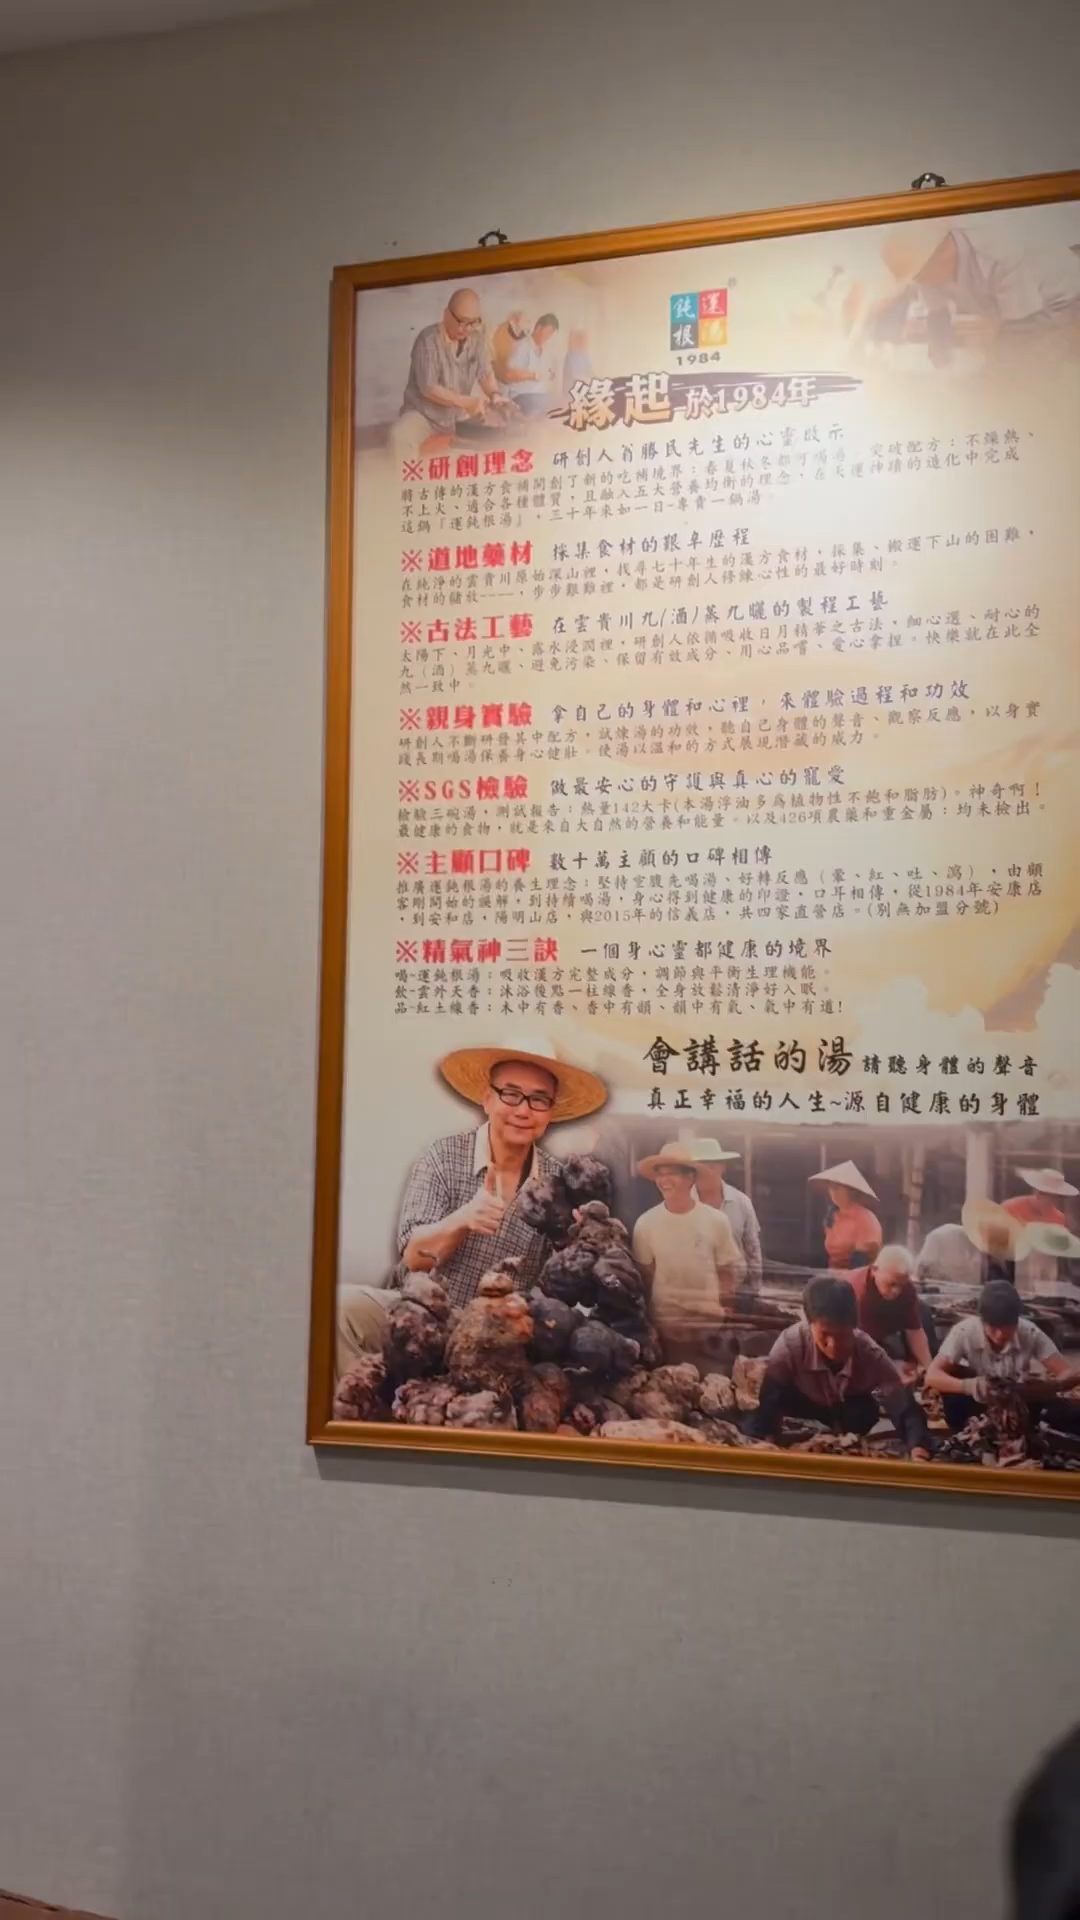 鈍運
根湯
1984
緣起於1984年
※研創理念 研創人翁勝民先生的心靈啟示
將古傳的漢方食補開創了新的吃補境界：春夏秋冬都可喝湯。突破配方：不燥熱、
不上火、適合各種體質，且融入五大營養均衡的理念，在天運神蹟的造化中完成
這鍋『運鈍根湯』，三十年來如一日-專賣一鍋湯。
※道地藥材 採集食材的艱阜歷程
在純淨的雲貴川原始深山裡，找尋七十年生的漢方食材，採集、搬運下山的困難，
食材的儲放----，步步艱難裡，都是研創人修練心性的最好時刻。
※古法工藝 在雲貴川九/(酒)蒸九曬的製程工藝
太陽下、月光中、露水浸潤裡，研創人依循吸收日月精華之古法，細心選、耐心的
九（酒）蒸九曬、避免污染、保留有效成分、用心品嚐、愛心拿捏。快樂就在此全
然一致中。
※親身實驗 拿自己的身體和心裡，來體驗過程和功效
研創人不斷研發其中配方，試煉湯的功效，聽自己身體的聲音、觀察反應，以身實
踐長期喝湯保養身心健壯。使湯以溫和的方式展現潛藏的威力。
※SGS檢驗 做最安心的守護與真心的寵愛
檢驗三碗湯，測試報告：熱量142大卡(本湯浮油多為植物性不飽和脂肪)。神奇啊！
最健康的食物，就是來自大自然的營養和能量。以及426項農藥和重金屬：均未檢出。
※主顧口碑 數十萬主顧的口碑相傳
推廣運鈍根湯的養生理念：堅持空腹先喝湯、好轉反應（暈、紅、吐、瀉），由顧
客剛開始的誤解，到持續喝湯，身心得到健康的印證，口耳相傳，從1984年安康店
，到安和店，陽明山店，與2015年的信義店，共四家直營店。(別無加盟分號)
※精氣神三訣 一個身心靈都健康的境界
喝-運鈍根湯：吸收漢方完整成分，調節與平衡生理機能。
飲-雲外天香：沐浴後點一柱線香，全身放鬆清淨好入眠。
品-紅土線香：未中有香、香中有韻、韻中有氣、氣中有道!
會講話的湯 請聽身體的聲音
真正幸福的人生~源自健康的身體